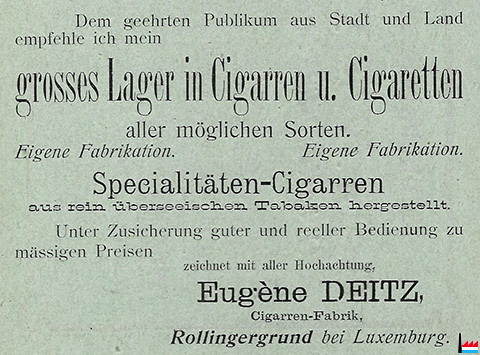 Dem geehrten Publikum aus Stadt und Land
empfehle ich mein
grosses Lager in Cigarren u. Cigaretten
aller möglichen Sorten.
Eigene Fabrikation. Eigene Fabrikation.
Specialitäten-Cigarren
aus rein überseeischen Tabaken hergestellt.
Unter Zusicherung guter und reeller Bedienung zu
mässigen Preisen
zeichnet mit aller Hochachtung,
Eugène DEITZ,
Cigarren-Fabrik,
Rollingergrund bei Luxemburg.